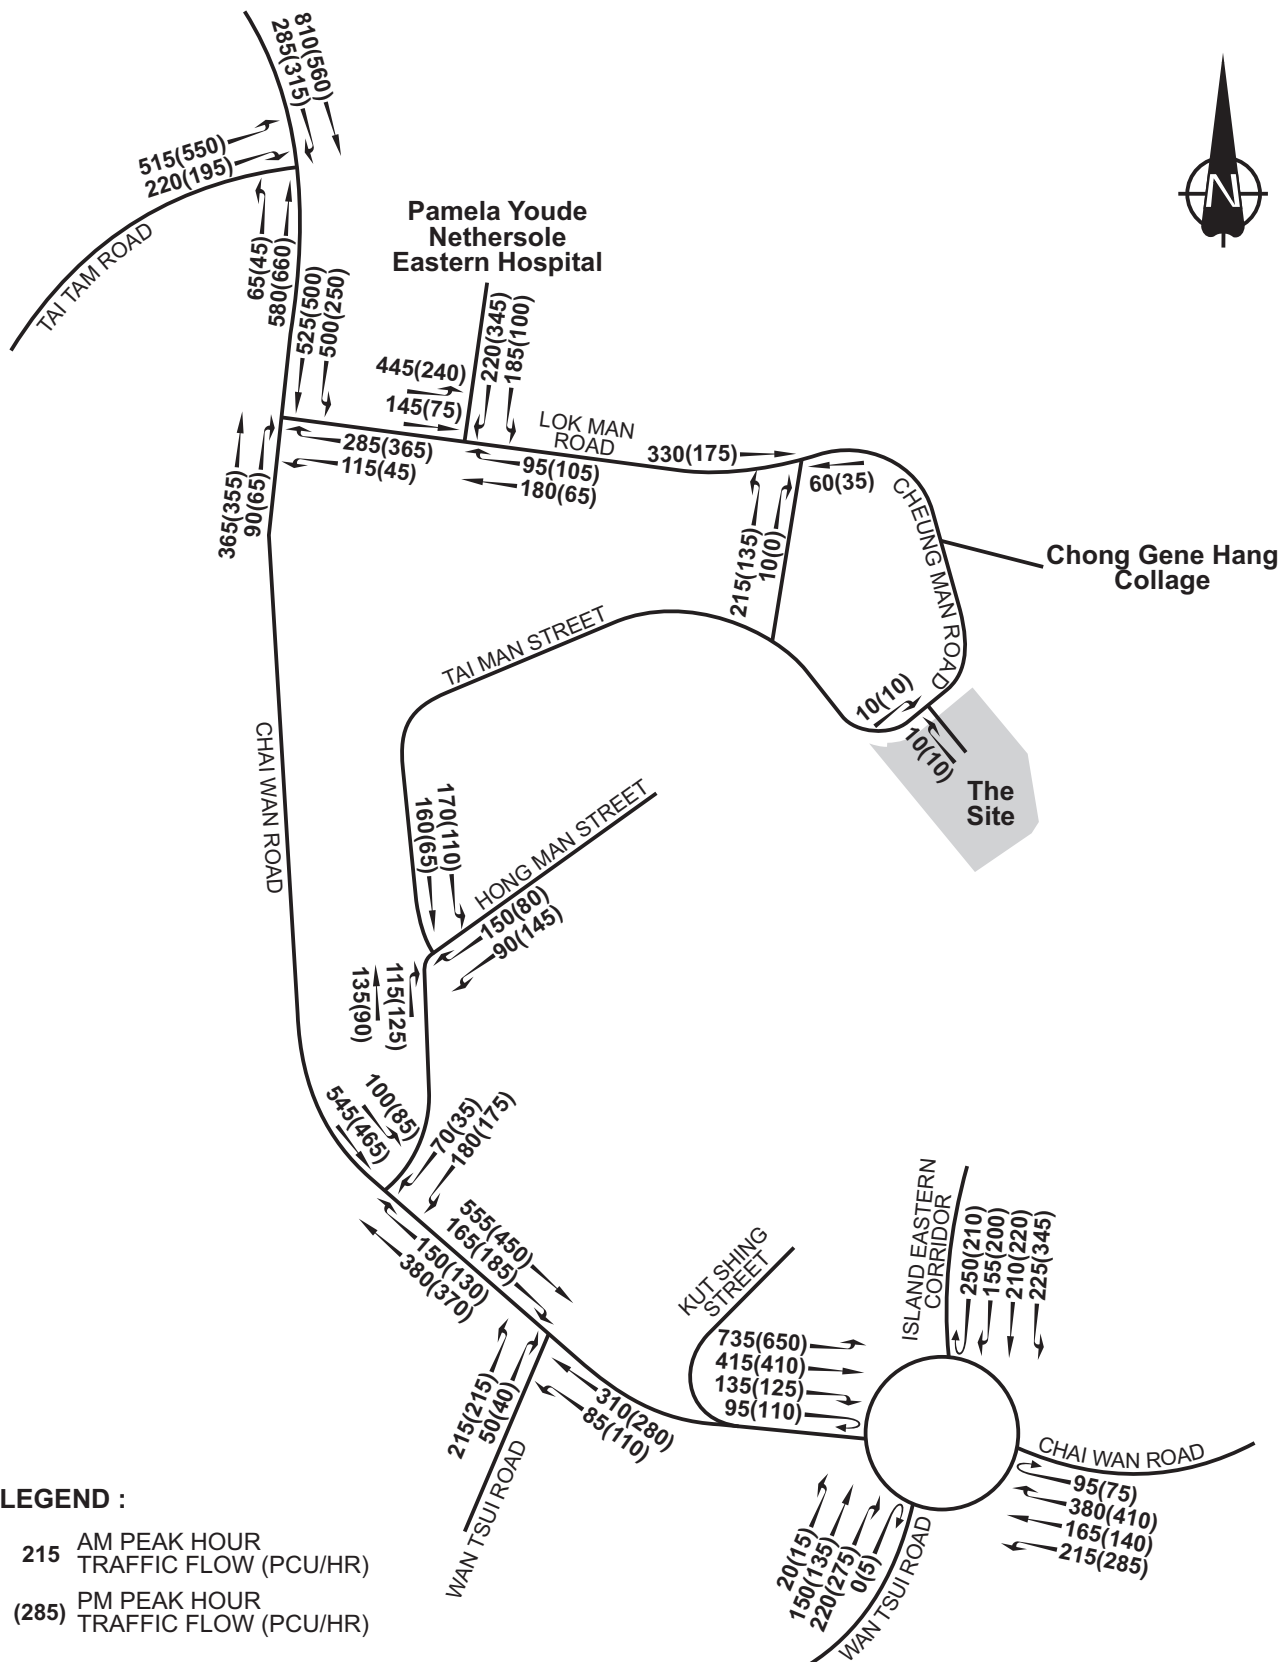 810(560)
285(315)
515(550)
220(195)
TAI TAM ROAD
65(45)
580(660)
N
Pamela Youde
Nethersole
Eastern Hospital
525(500)
500(250)
445(240)
145(75)
220(345)
185(100)
LOK MAN
ROAD
285(365)
115(45)
95(105)
180(65)
330(175)
60(35)
365(355)
90(65)
215(135)
10(0)
CHEUNG MAN ROAD
Chong Gene Hang
Collage
TAI MAN STREET
10(10)
10(10)
The
Site
CHAI WAN ROAD
170(110)
160(65)
HONG MAN STREET
150(80)
90(145)
135(90)
115(125)
100(85)
545(465)
70(35)
180(175)
555(450)
165(185)
150(130)
380(370)
KUT SHING
STREET
ISLAND EASTERN
CORRIDOR
250(210)
155(200)
210(220)
225(345)
735(650)
415(410)
135(125)
95(110)
215(215)
50(40)
310(280)
85(110)
WAN TSUI ROAD
CHAI WAN ROAD
95(75)
380(410)
165(140)
215(285)
20(15)
150(135)
220(275)
0(5)
WAN TSUI ROAD
LEGEND :
215 AM PEAK HOUR
TRAFFIC FLOW (PCU/HR)
(285) PM PEAK HOUR
TRAFFIC FLOW (PCU/HR)